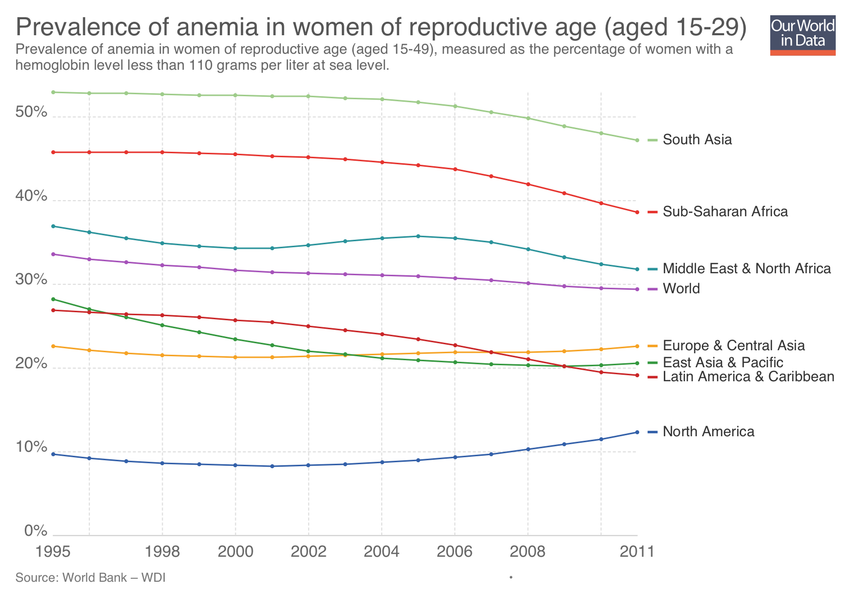 Prevalence of anemia in women of reproductive age (aged 15-29)
Our World
in Data
Prevalence of anemia in women of reproductive age (aged 15-49), measured as the percentage of women with a
hemoglobin level less than 110 grams per liter at sea level.
50%
South Asia
40%
Sub-Saharan Africa
Middle East & North Africa
30%
World
Europe & Central Asia
20%
East Asia & Pacific
Latin America & Caribbean
10%
North America
0%
1995 1998 2000 2002 2004 2006 2008 2011
Source: World Bank – WDI